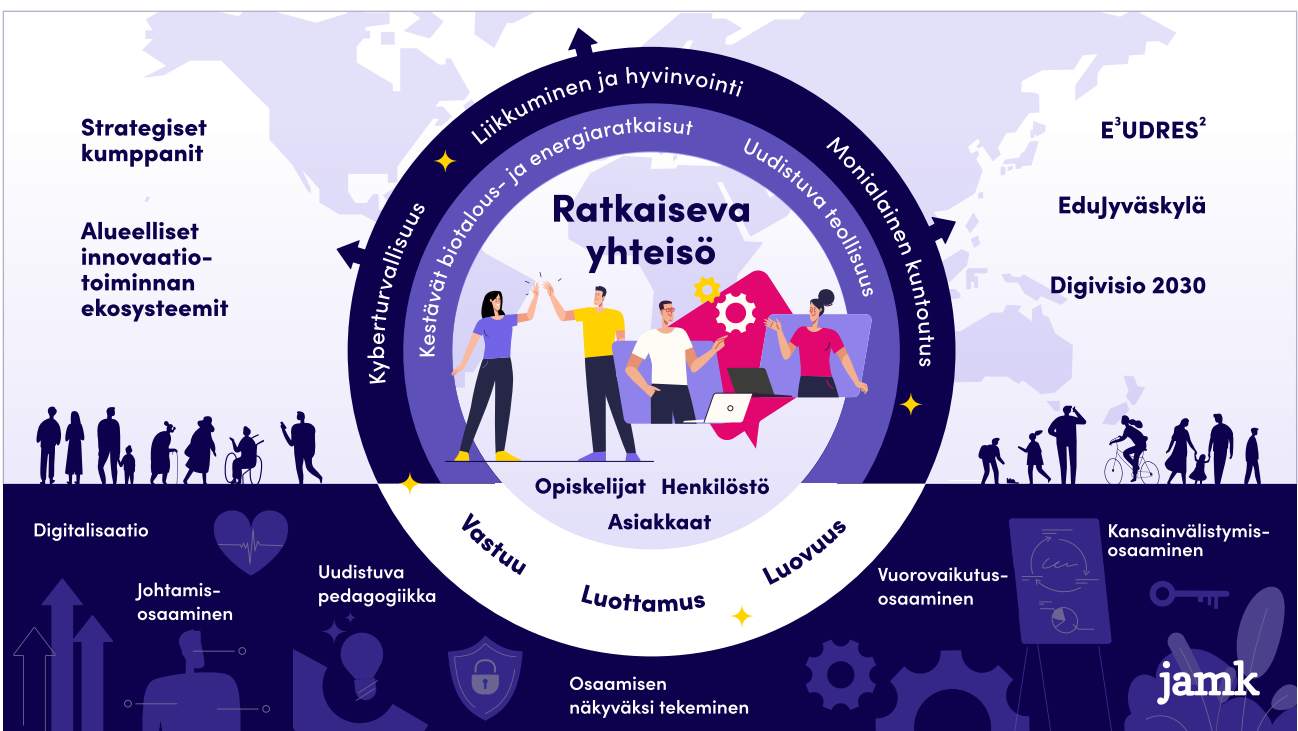 Strategiset
kumppanit
Alueelliset
innovaatio-
toiminnan
ekosysteemit
Kyberturvallisuus
Liikkuminen ja hyvinvointi
Monialainen kuntoutus
Kestävät biotalous- ja energiaratkaisut
Uudistuva teollisuus
Ratkaiseva
yhteisö
E³UDRES²
EduJyväskylä
Digivisio 2030
Opiskelijat Henkilöstö
Asiakkaat
Vastuu
Luottamus
Luovuus
Digitalisaatio
Johtamis-
osaaminen
Uudistuva
pedagogiikka
Osaamisen
näkyväksi tekeminen
Vuorovaikutus-
osaaminen
Kansainvälistymis-
osaaminen
jamk